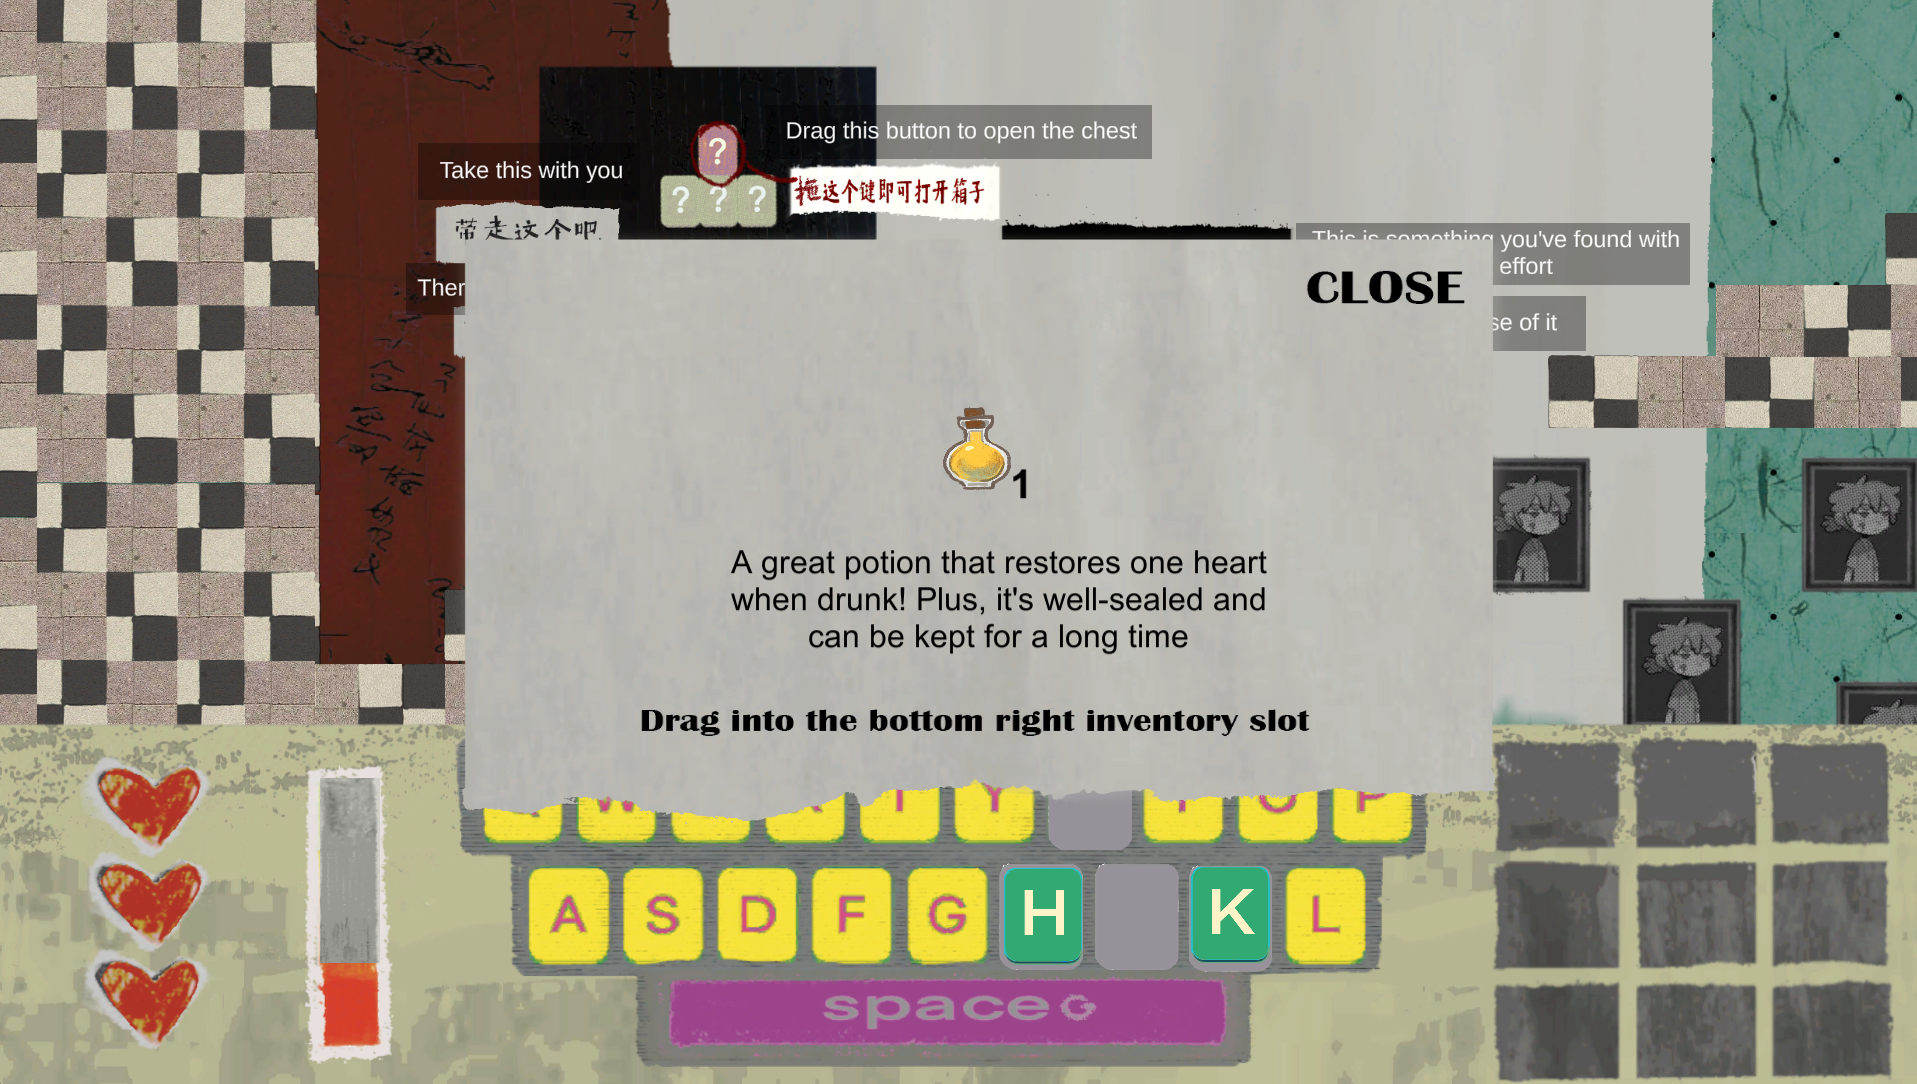 Drag this button to open the chest
Take this with you
?
? ? ?
拖这个键即可打开箱子
带走这个吧
This is something you've found with
effort
Ther
CLOSE
se of it
1
A great potion that restores one heart
when drunk! Plus, it's well-sealed and
can be kept for a long time
Drag into the bottom right inventory slot
W T Y O P
A S D F G H K L
space